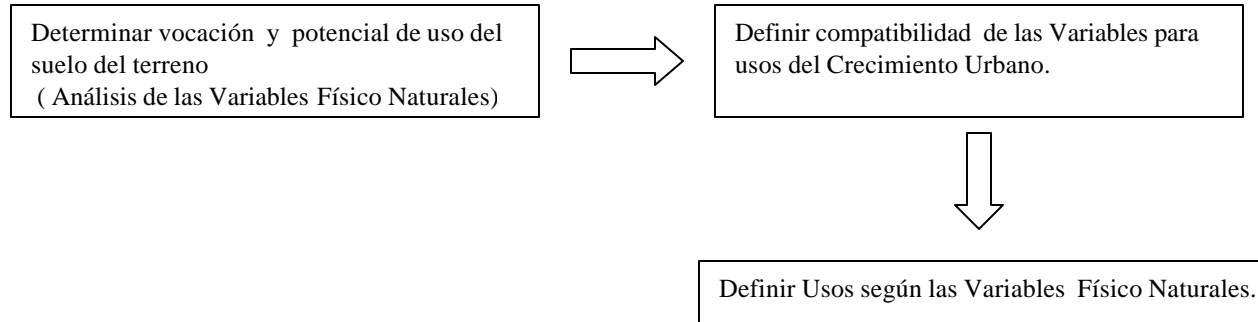 Determinar vocación y potencial de uso del
suelo del terreno
( Análisis de las Variables Físico Naturales)
Definir compatibilidad de las Variables para
usos del Crecimiento Urbano.
Definir Usos según las Variables Físico Naturales.